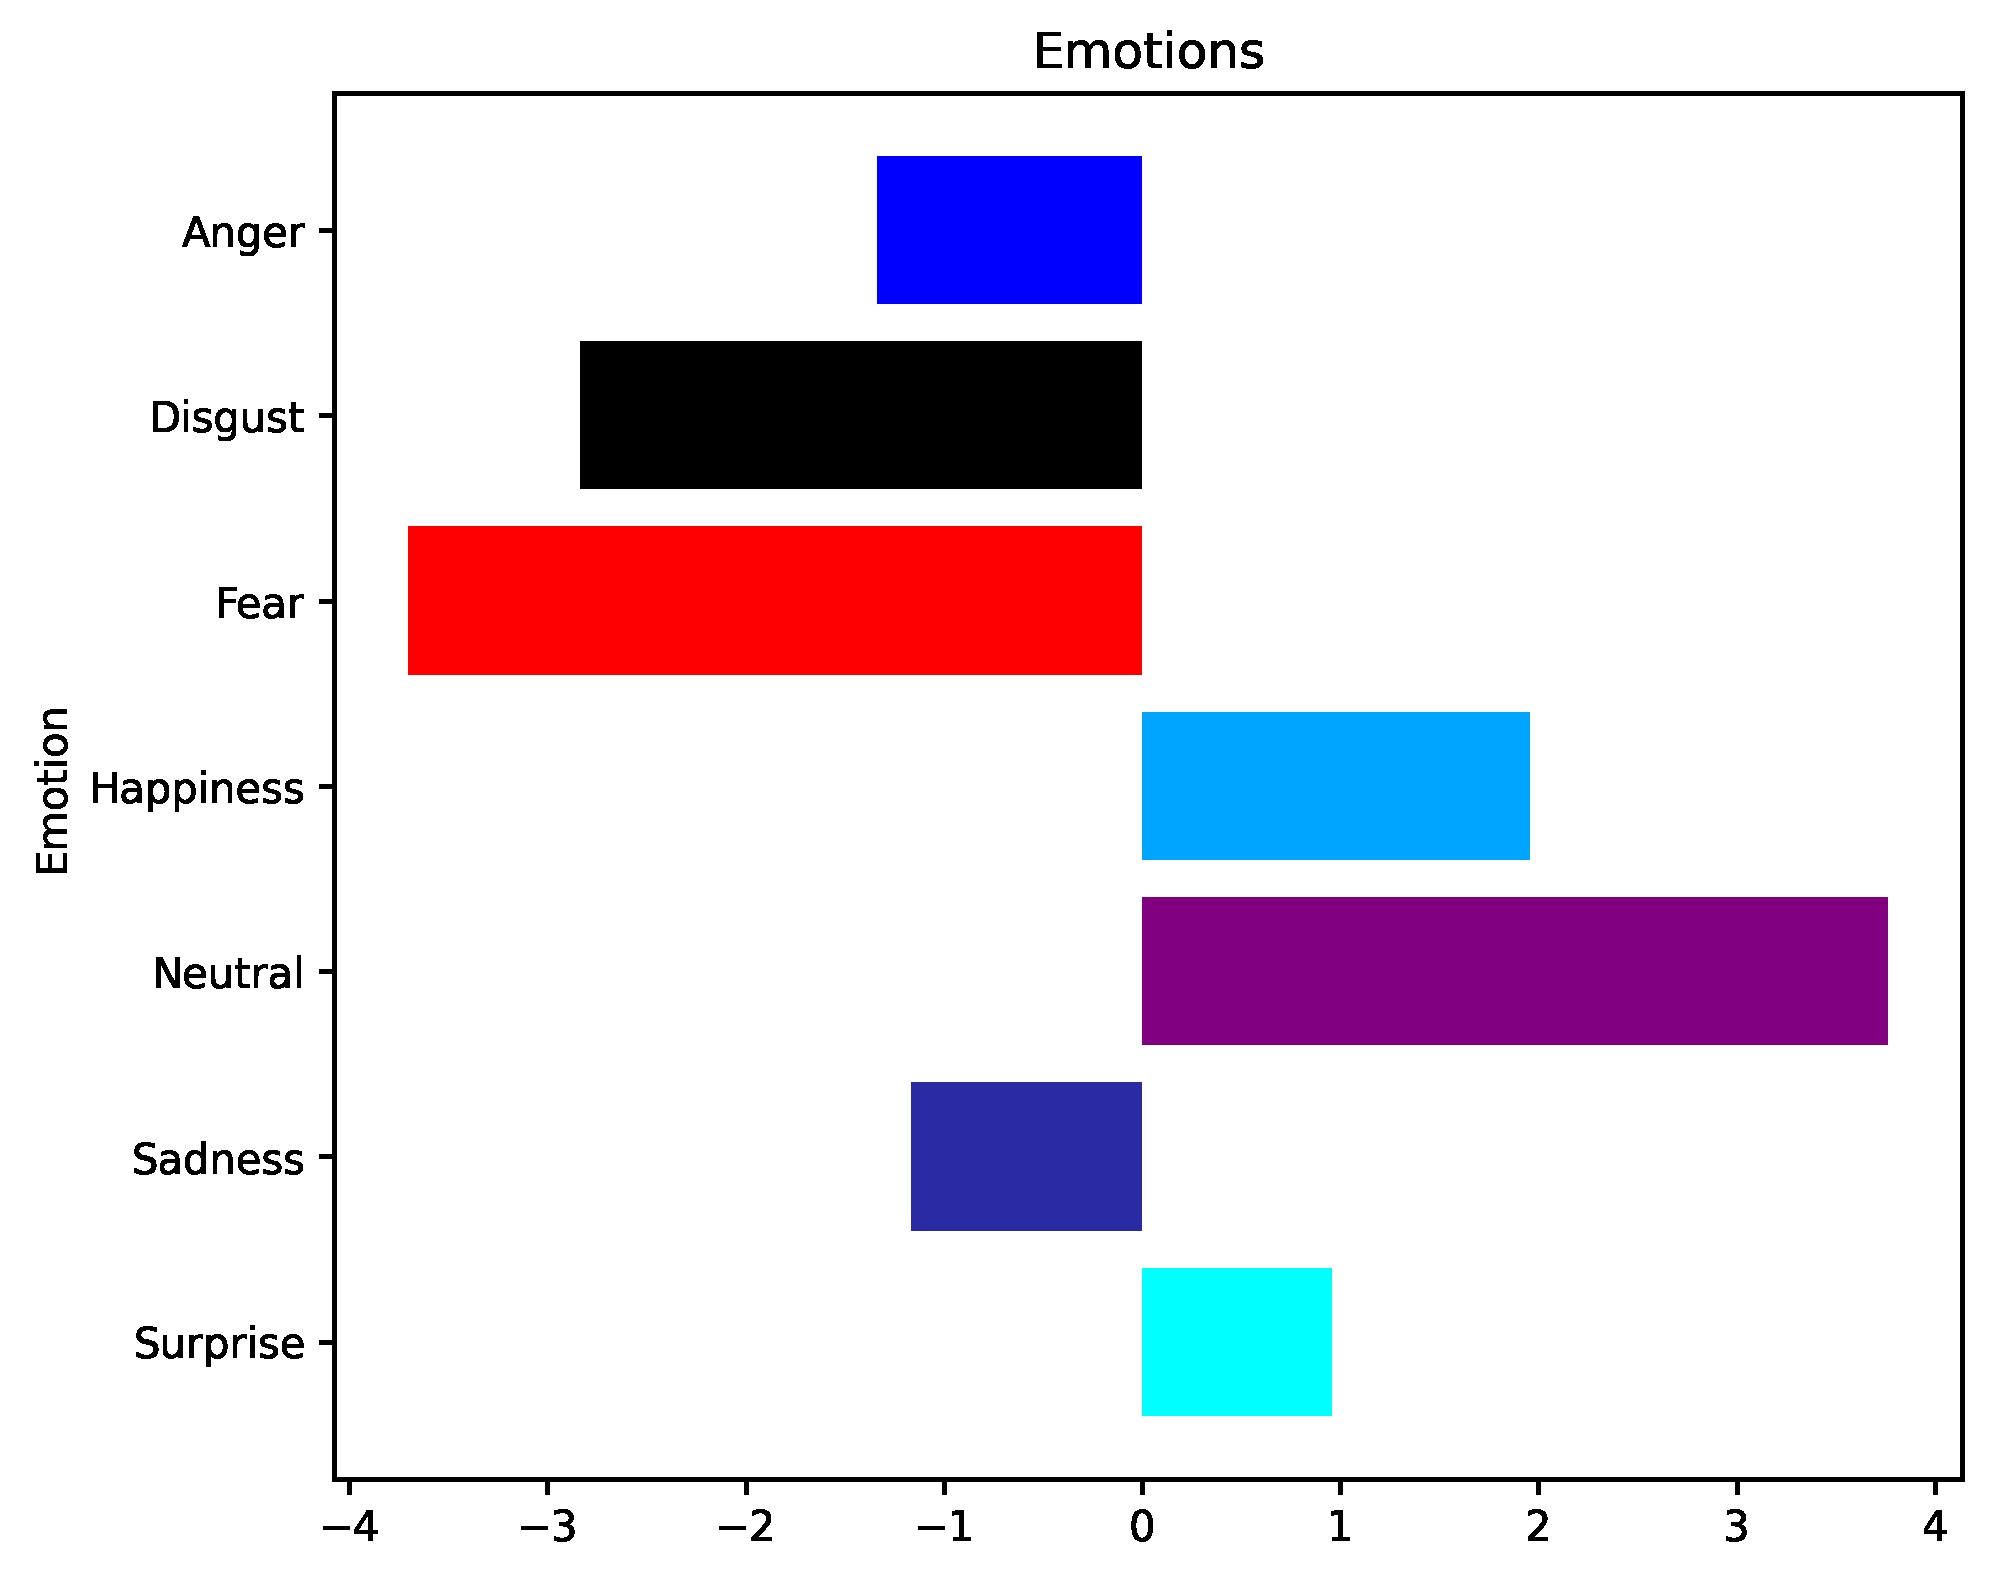 Emotions
Anger
Disgust
Fear
Happiness
Neutral
Sadness
Surprise
Emotion
−4 −3 −2 −1 0 1 2 3 4